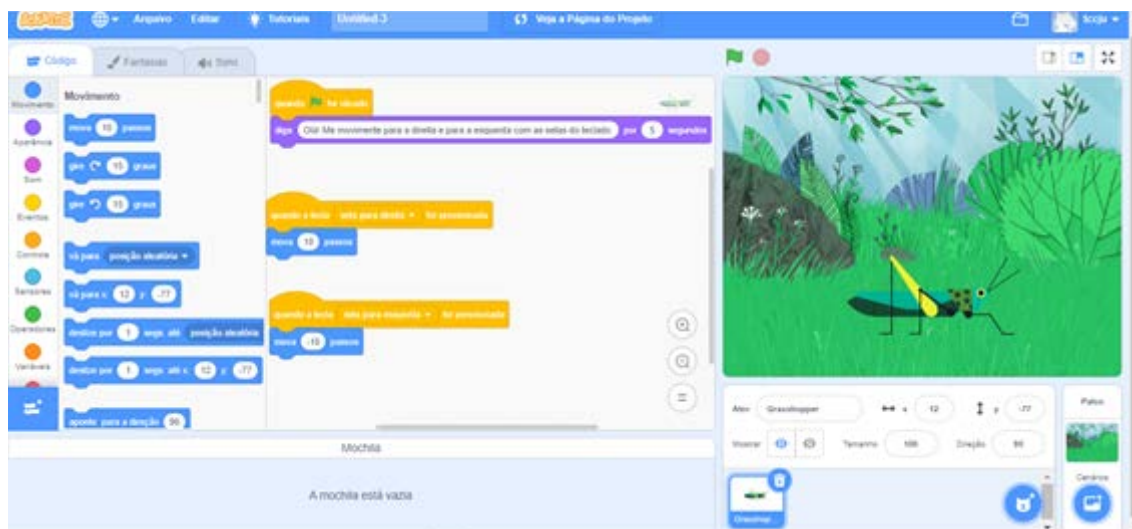 SCRATCH Arquivo Editar Tutoriais Untitled-3 Veja a Página do Projeto
Código Fantasias Sons
Movimento
Movimento
mova 10 passos
Aparência
gire 15 graus
Som
gire 15 graus
Eventos
Controle
vá para posição aleatória
Sensores
vá para x: 12 y: -77
Operadores
deslize por 1 segs. até posição aleatória
Variáveis
deslize por 1 segs. até x: 12 y: -77
aponte para a direção 90
quando for clicado
diga Olá! Me movimente para a direita e para a esquerda com as setas do teclado por 5 segundos
quando a tecla seta para direita for pressionada
mova 10 passos
quando a tecla seta para esquerda for pressionada
mova -10 passos
Mochila
A mochila está vazia
Ator Grasshopper x 12 y -77
Mostrar Tamanho 100 Direção 90
Palco
Cenários